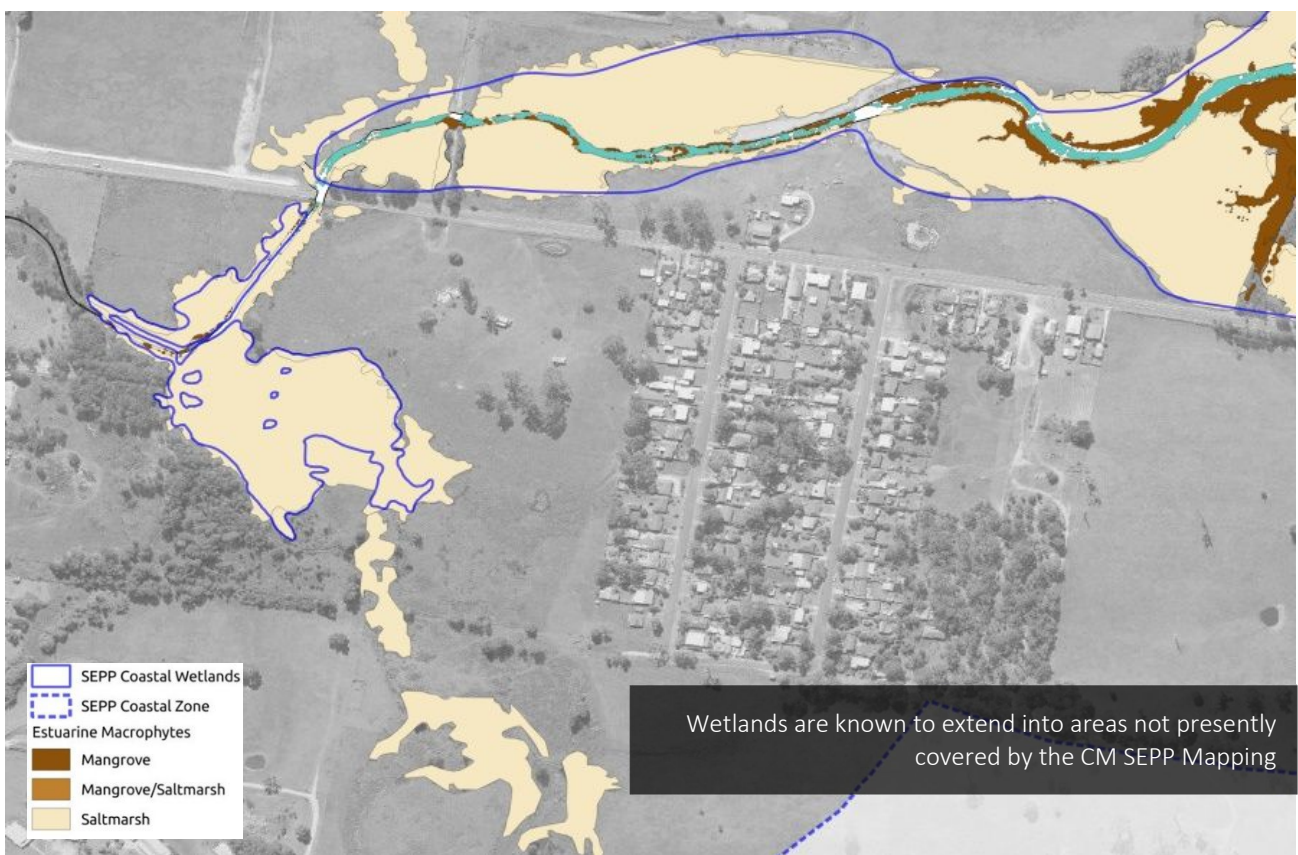 SEPP Coastal Wetlands
SEPP Coastal Zone
Estuarine Macrophytes
Mangrove
Mangrove/Saltmarsh
Saltmarsh
Wetlands are known to extend into areas not presently
covered by the CM SEPP Mapping